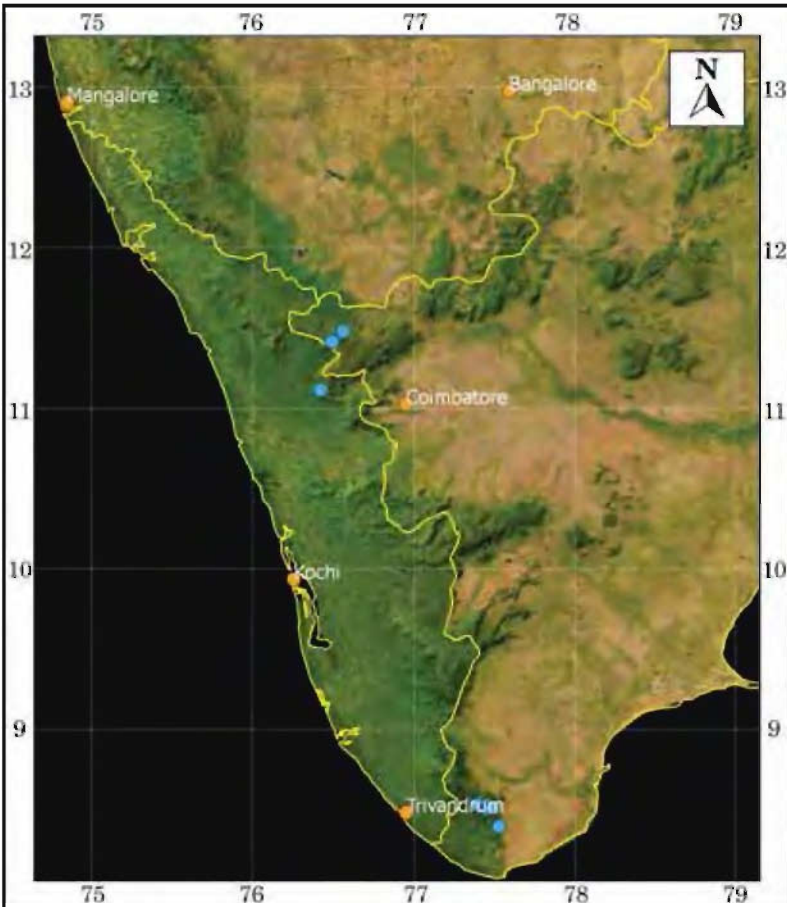 75 76 77 78 79
N
13 Mangalore Bangalore 13
12 12
11 Coimbatore 11
10 Kochi 10
9 9
Trivandrum
75 76 77 78 79